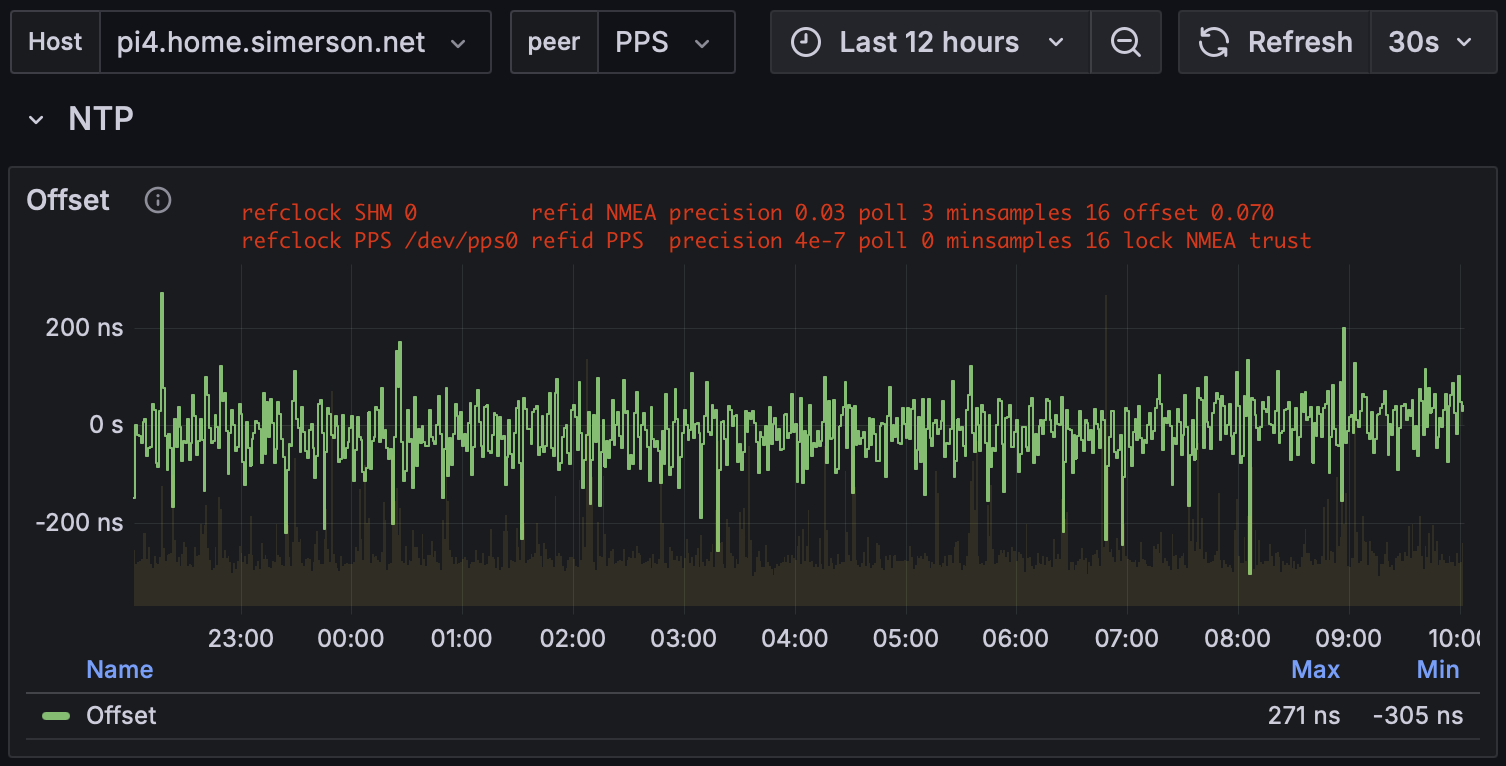 Host pi4.home.simerson.net peer PPS Last 12 hours Refresh 30s
NTP
Offset
refclock SHM 0 refid NMEA precision 0.03 poll 3 minsamples 16 offset 0.070
refclock PPS /dev/pps0 refid PPS precision 4e-7 poll 0 minsamples 16 lock NMEA trust
200 ns
0 s
-200 ns
23:00 00:00 01:00 02:00 03:00 04:00 05:00 06:00 07:00 08:00 09:00 10:0
Name Max Min
Offset 271 ns -305 ns